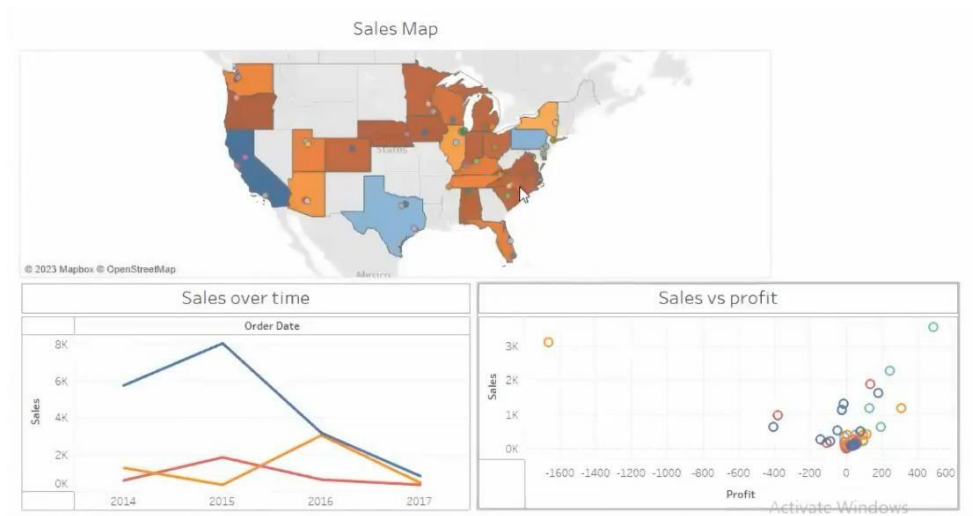 Sales Map
States
© 2023 Mapbox © OpenStreetMap
Mexico
Sales over time
Order Date
Sales
8K
6K
4K
2K
0K
2014
2015
2016
2017
Sales vs profit
Sales
3K
2K
1K
0K
-1600 -1400 -1200 -1000 -800 -600 -400 -200 0 200 400 600
Profit
Activate Windows